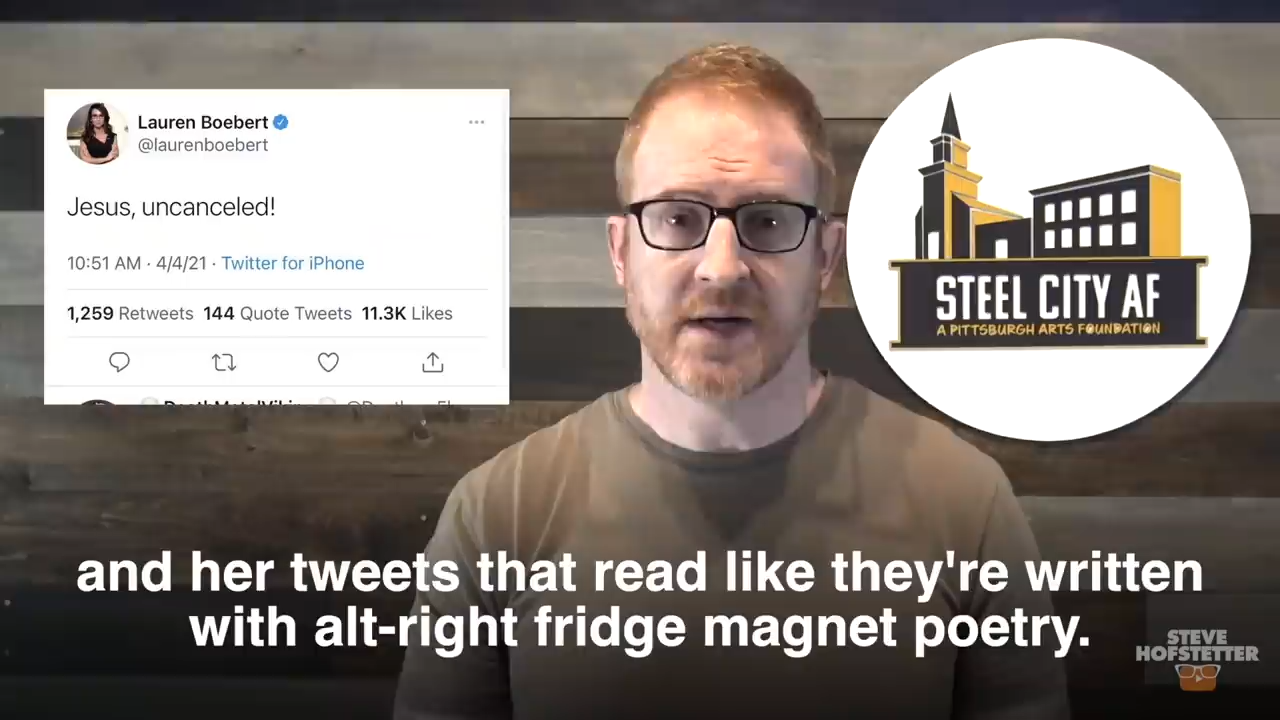 Lauren Boebert
@laurenboebert
Jesus, uncanceled!
10:51 AM · 4/4/21 · Twitter for iPhone
1,259 Retweets 144 Quote Tweets 11.3K Likes
STEEL CITY AF
A PITTSBURGH ARTS FOUNDATION
and her tweets that read like they're written
with alt-right fridge magnet poetry.
STEVE
HOFSTETTER